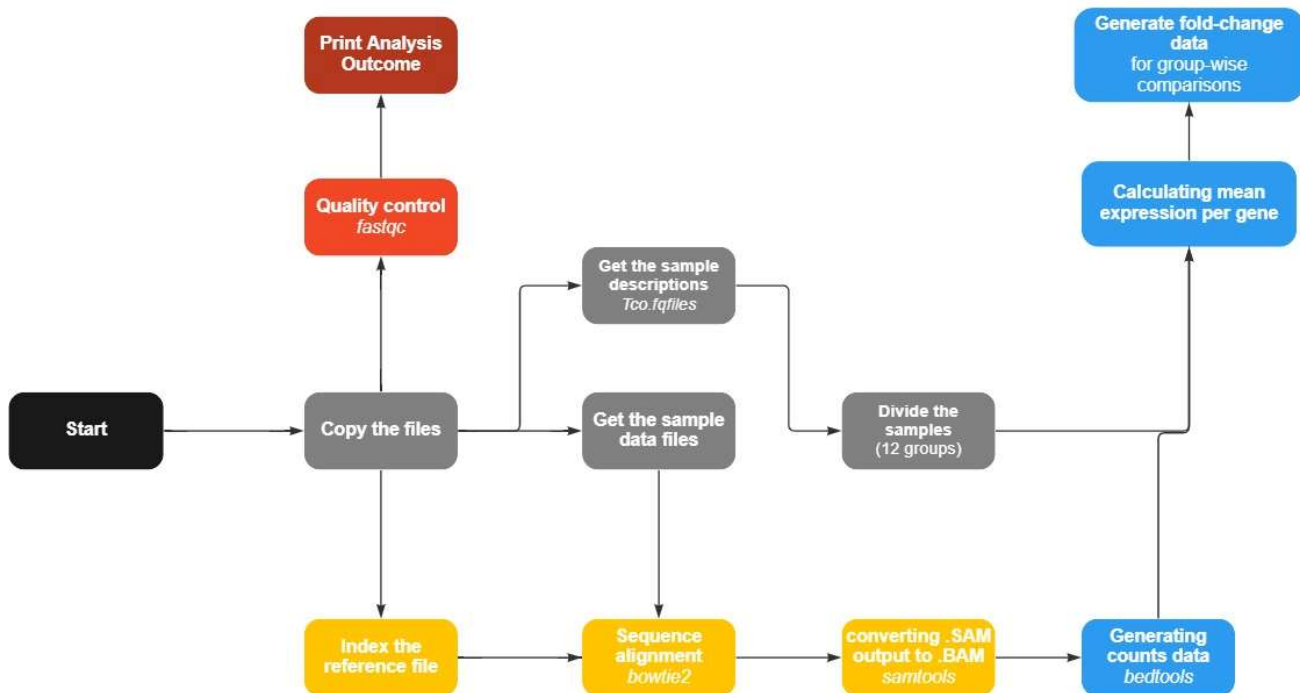 Print Analysis
Outcome
Generate fold-change
data
for group-wise
comparisons
Quality control
fastqc
Calculating mean
expression per gene
Get the sample
descriptions
Tco.fqfiles
Start
Copy the files
Get the sample
data files
Divide the
samples
(12 groups)
Index the
reference file
Sequence
alignment
bowtie2
converting .SAM
output to .BAM
samtools
Generating
counts data
bedtools